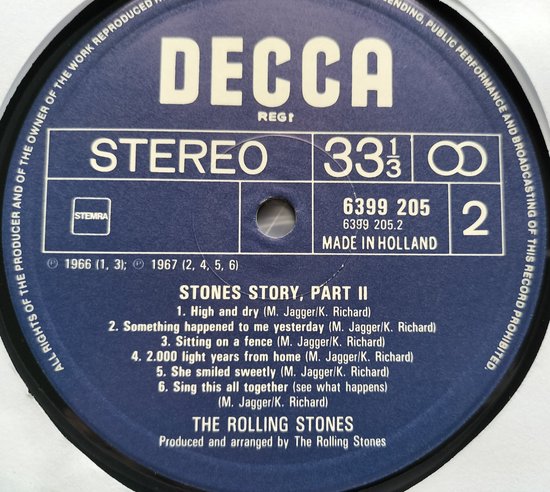 ALL RIGHTS OF THE PRODUCER AND OF THE OWNER OF THE WORK REPRODUCED
PUBLIC PERFORMANCE AND BROADCASTING OF THIS RECORD PROHIBITED.
DECCA
REGI
STEREO
33 1/3
STEMRA
6399 205
6399 205.2
MADE IN HOLLAND
2
℗ 1966 (1, 3); ℗ 1967 (2, 4, 5, 6)
STONES STORY, PART II
1. High and dry (M. Jagger/K. Richard)
2. Something happened to me yesterday (M. Jagger/K. Richard)
3. Sitting on a fence (M. Jagger/K. Richard)
4. 2.000 light years from home (M. Jagger/K. Richard)
5. She smiled sweetly (M. Jagger/K. Richard)
6. Sing this all together (see what happens)
(M. Jagger/K. Richard)
THE ROLLING STONES
Produced and arranged by The Rolling Stones